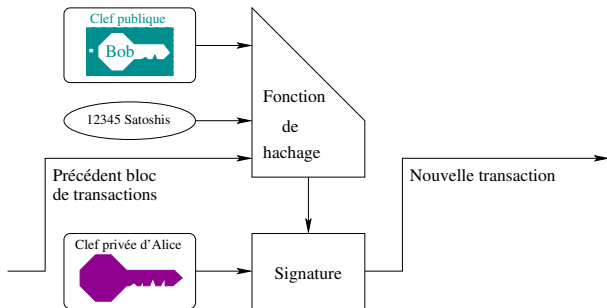 Clef publique
Bob
12345 Satoshis
Fonction
de
hachage
Précédent bloc
de transactions
Nouvelle transaction
Clef privée d'Alice
Signature